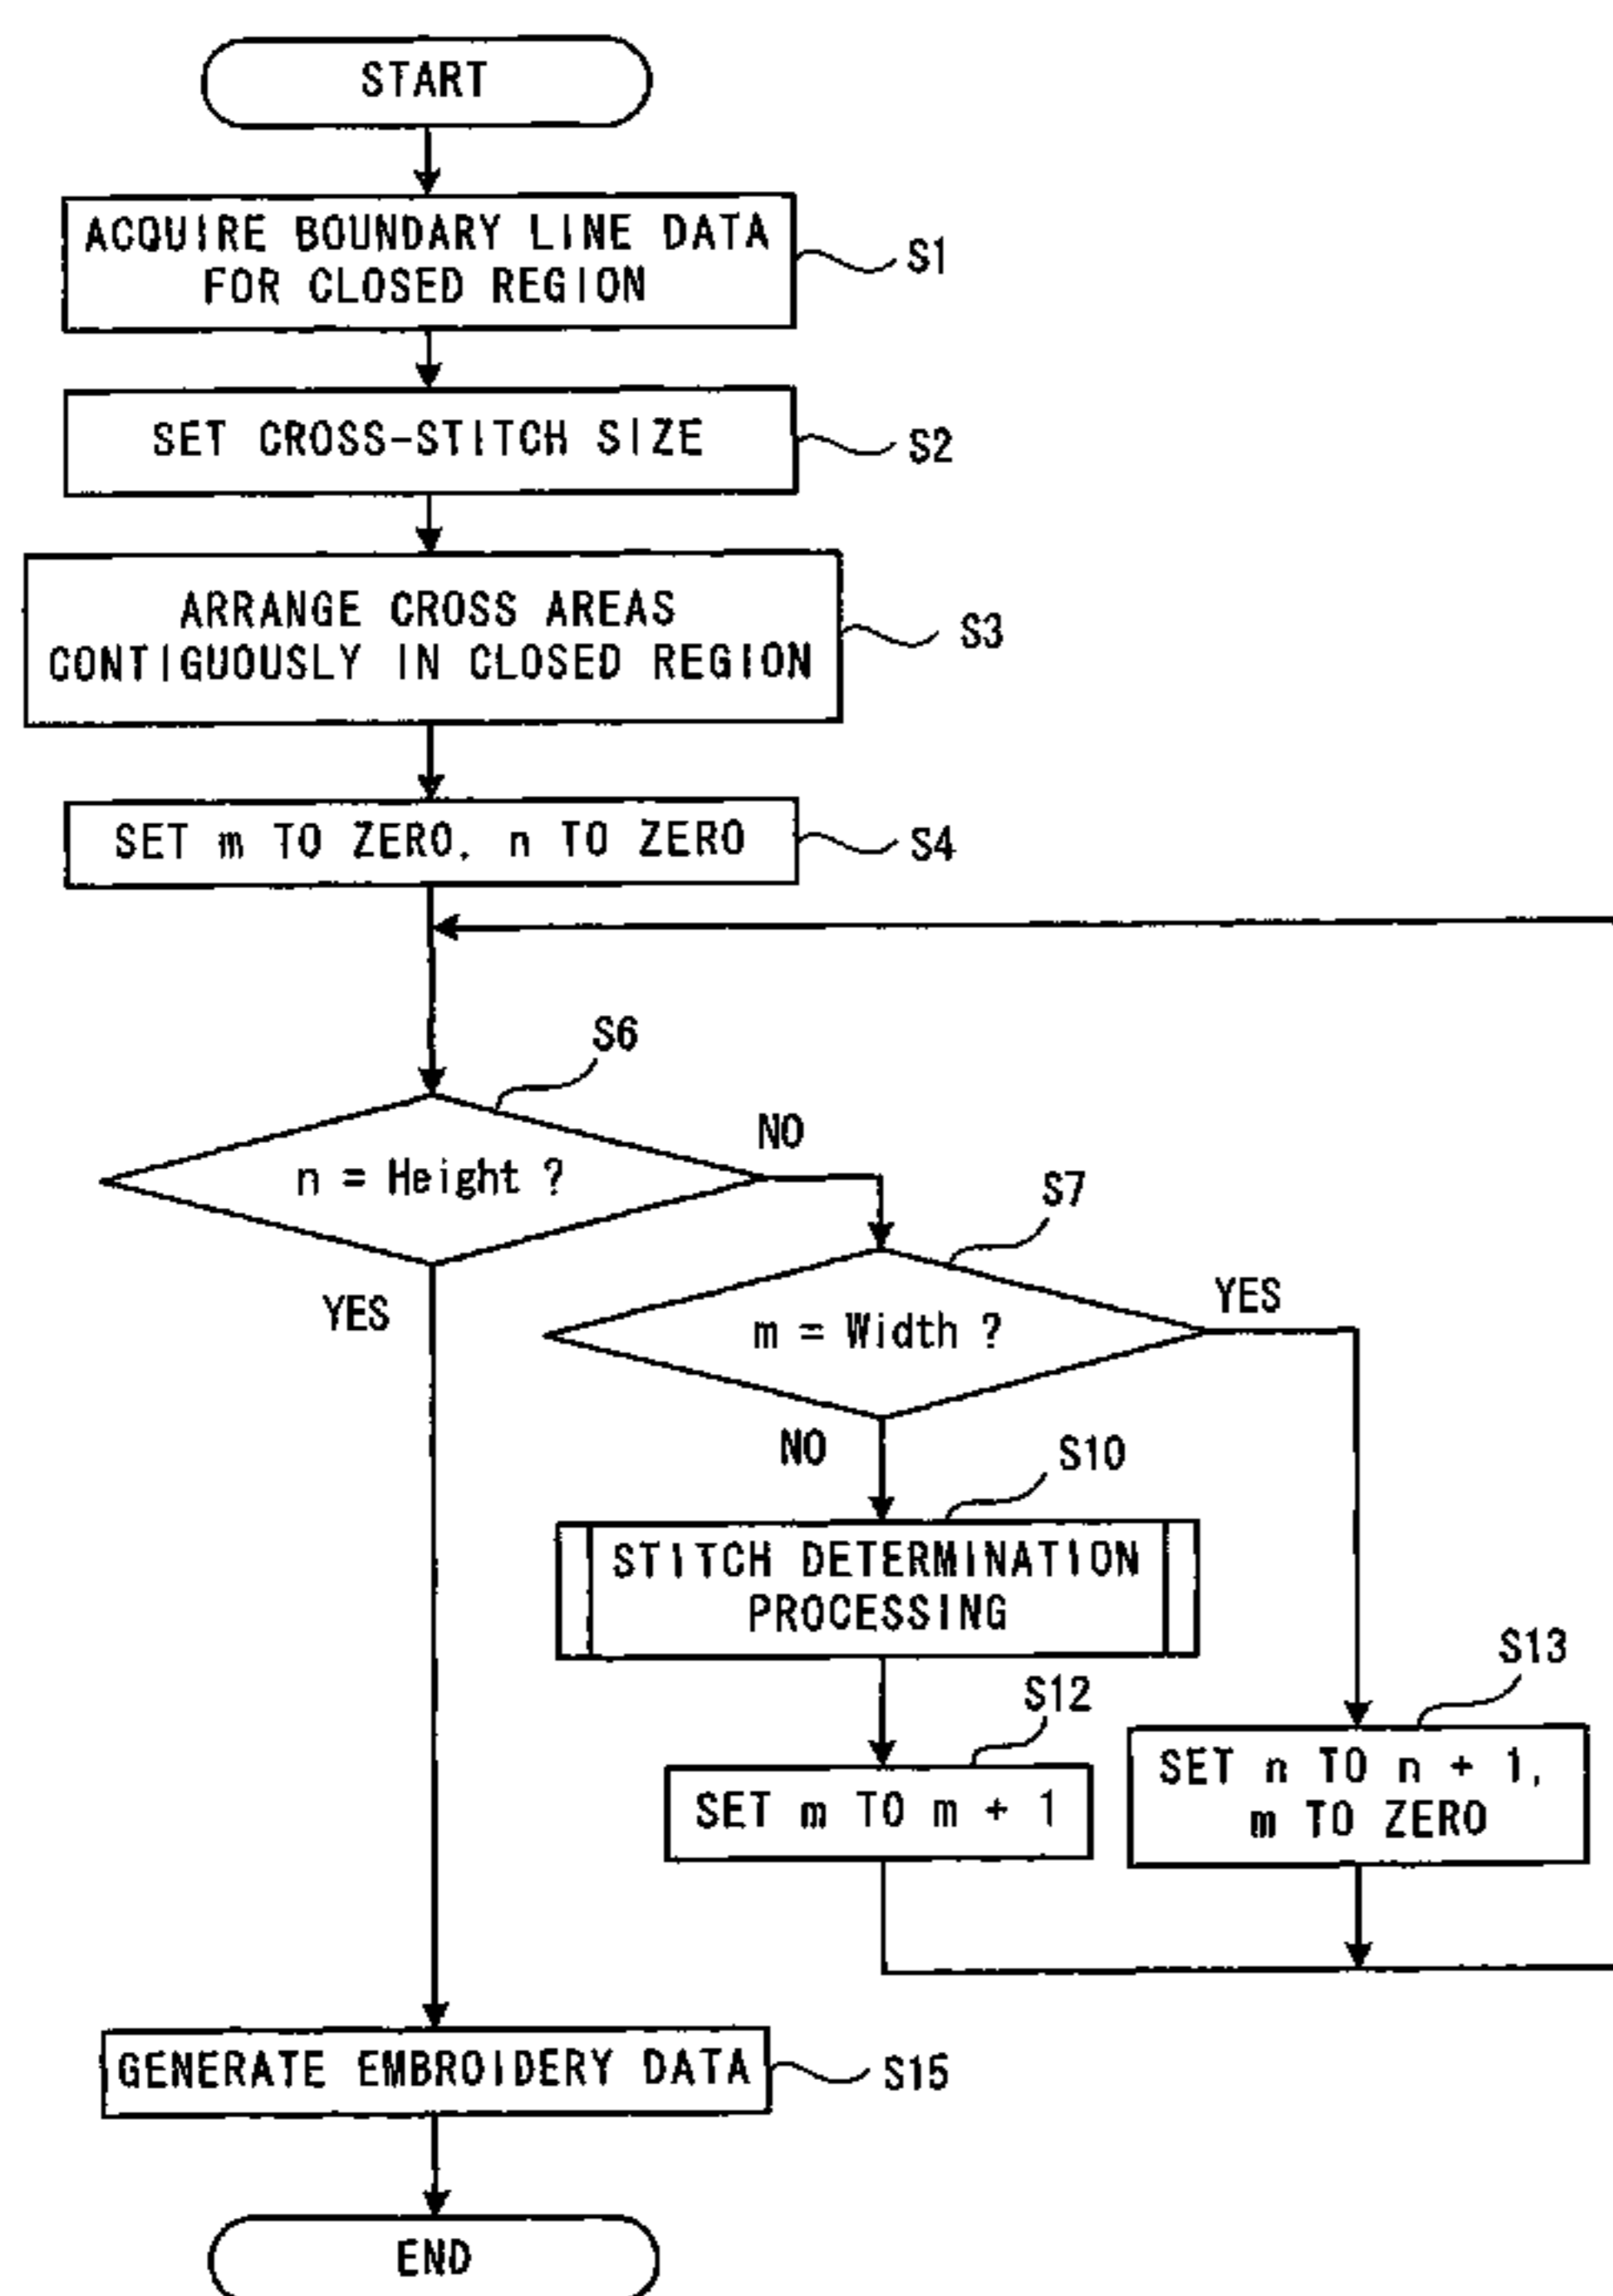 START
ACQUIRE BOUNDARY LINE DATA
FOR CLOSED REGION
S1
SET CROSS-STITCH SIZE
S2
ARRANGE CROSS AREAS
CONTIGUOUSLY IN CLOSED REGION
S3
SET m TO ZERO, n TO ZERO
S4
S6
n = Height ?
NO
YES
S7
m = Width ?
YES
NO
S10
STITCH DETERMINATION
PROCESSING
S12
SET m TO m + 1
S13
SET n TO n + 1,
m TO ZERO
GENERATE EMBROIDERY DATA
S15
END